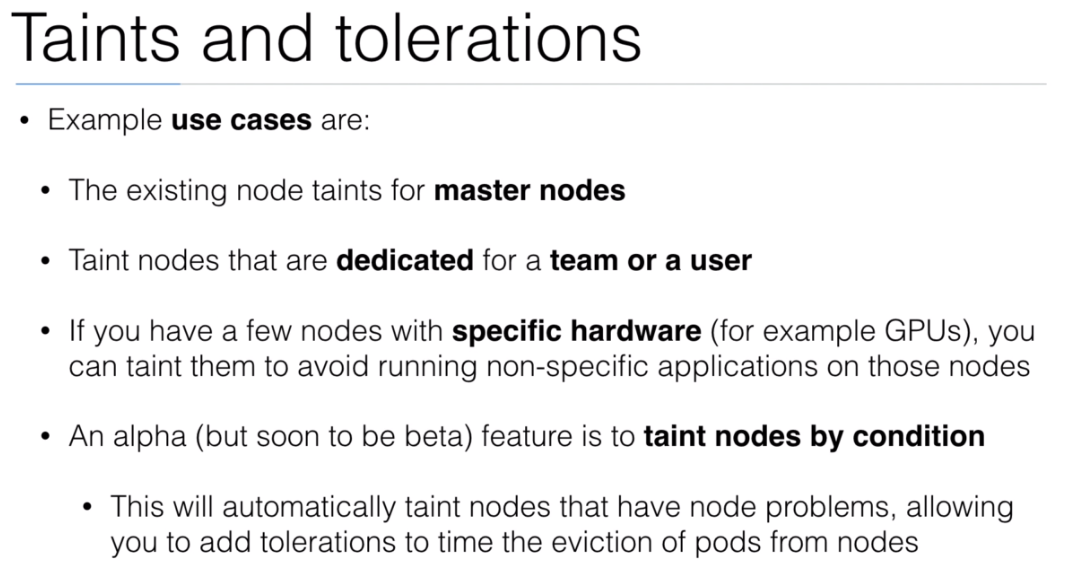 Taints and tolerations
• Example use cases are:
• The existing node taints for master nodes
• Taint nodes that are dedicated for a team or a user
• If you have a few nodes with specific hardware (for example GPUs), you
can taint them to avoid running non-specific applications on those nodes
• An alpha (but soon to be beta) feature is to taint nodes by condition
• This will automatically taint nodes that have node problems, allowing
you to add tolerations to time the eviction of pods from nodes